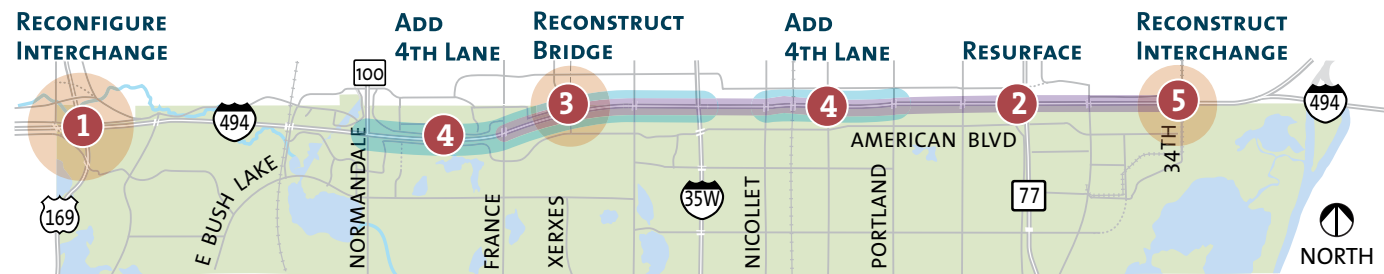 RECONFIGURE
INTERCHANGE
ADD
4TH LANE
RECONSTRUCT
BRIDGE
ADD
4TH LANE
RESURFACE
RECONSTRUCT
INTERCHANGE
100
1
494
4
3
4
2
5
494
AMERICAN BLVD
169
E BUSH LAKE
NORMANDALE
FRANCE
XERXES
35W
NICOLLET
PORTLAND
77
34TH
NORTH